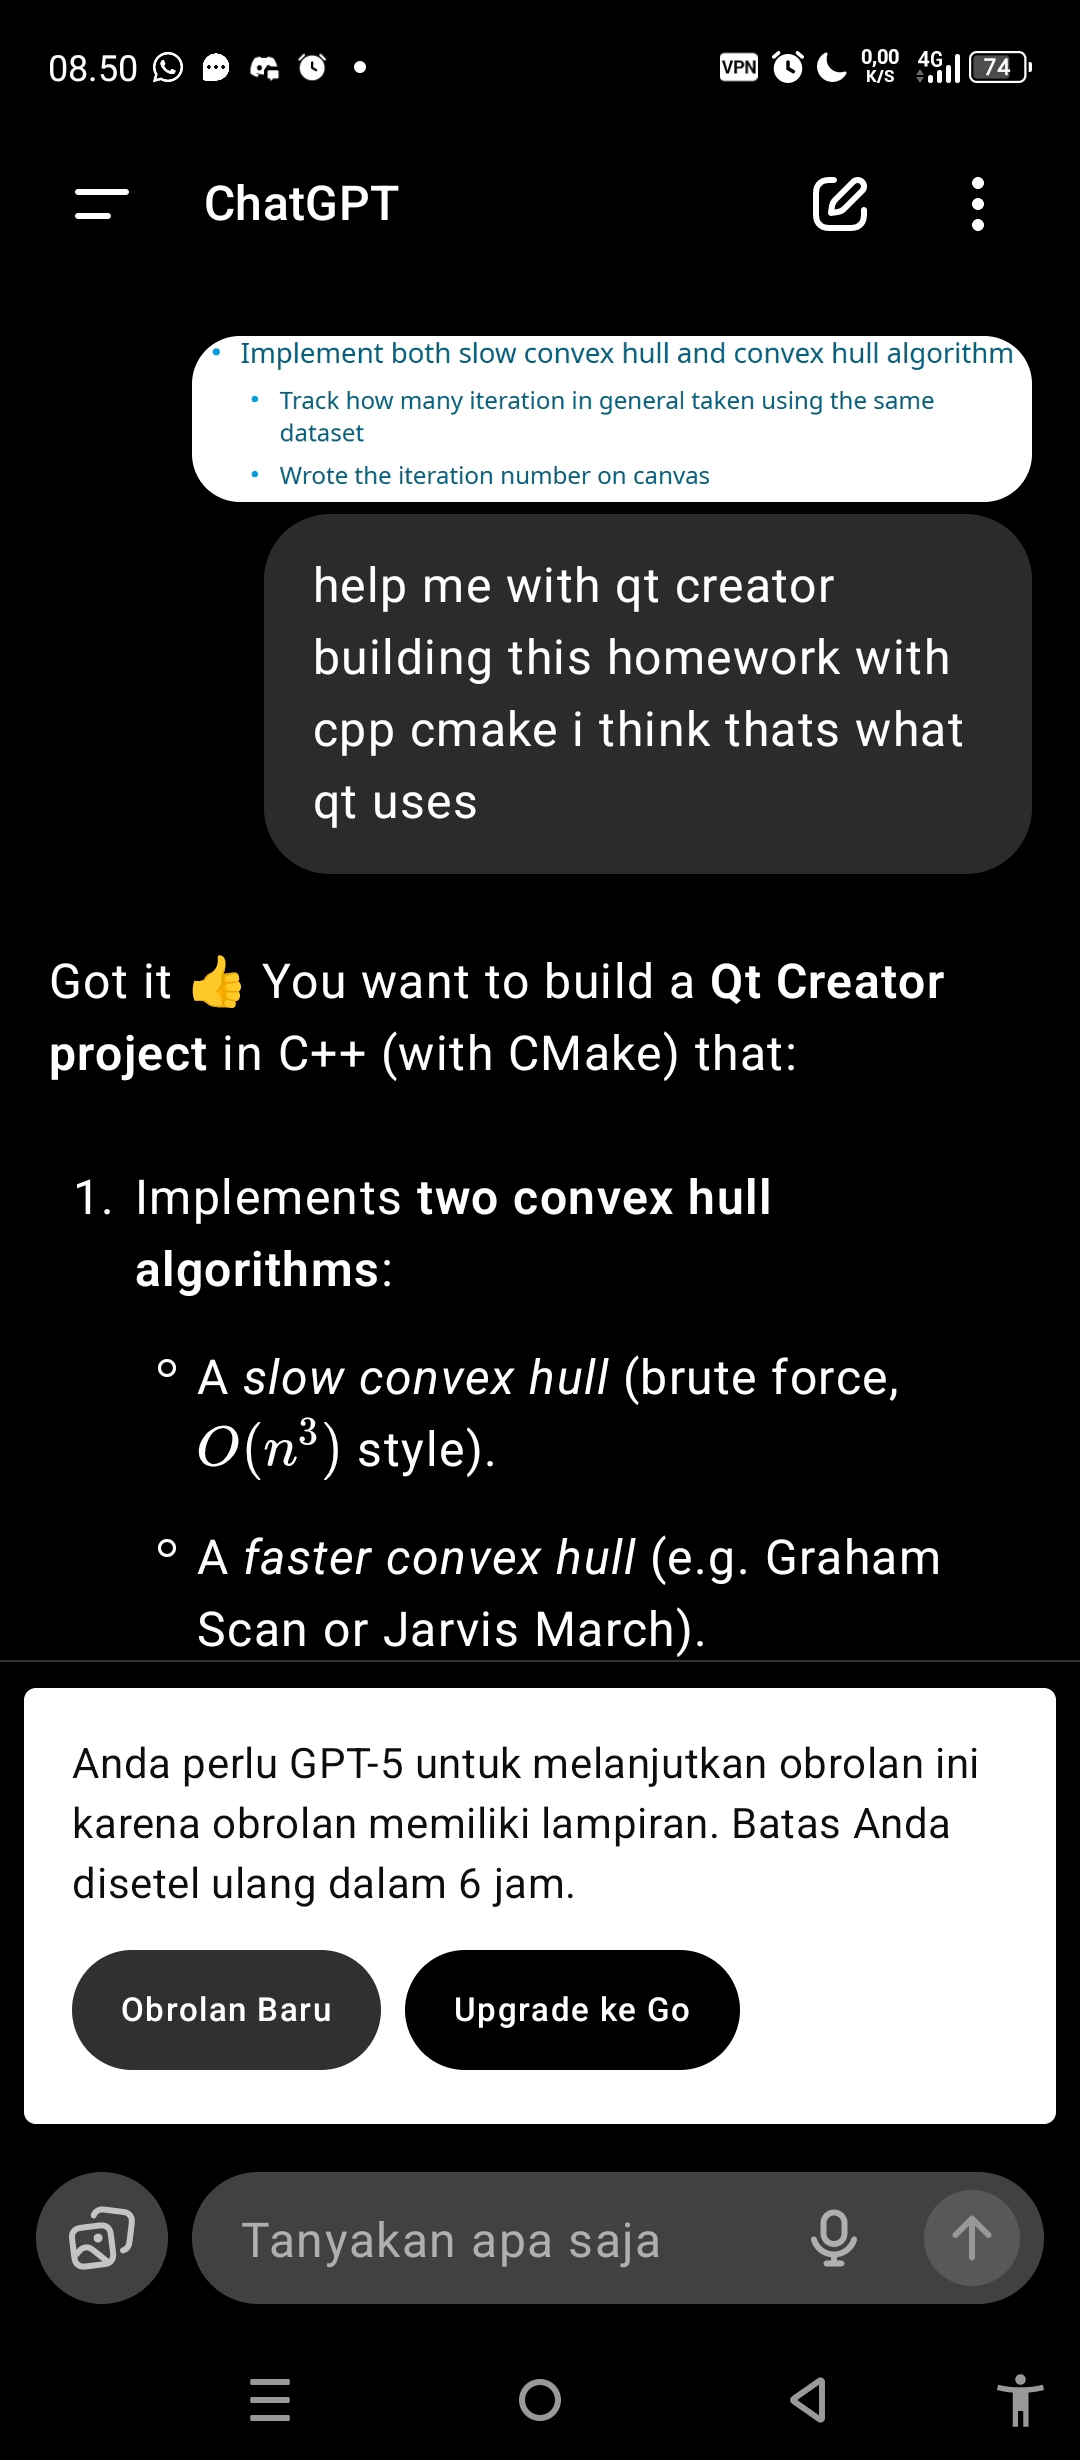 08.50
VPN
0,00
K/S
4G
74
ChatGPT
• Implement both slow convex hull and convex hull algorithm
• Track how many iteration in general taken using the same
dataset
• Wrote the iteration number on canvas
help me with qt creator
building this homework with
cpp cmake i think thats what
qt uses
Got it 👍 You want to build a Qt Creator
project in C++ (with CMake) that:
1. Implements two convex hull
algorithms:
○ A slow convex hull (brute force,
O(n³) style).
○ A faster convex hull (e.g. Graham
Scan or Jarvis March).
Anda perlu GPT-5 untuk melanjutkan obrolan ini
karena obrolan memiliki lampiran. Batas Anda
disetel ulang dalam 6 jam.
Obrolan Baru
Upgrade ke Go
Tanyakan apa saja